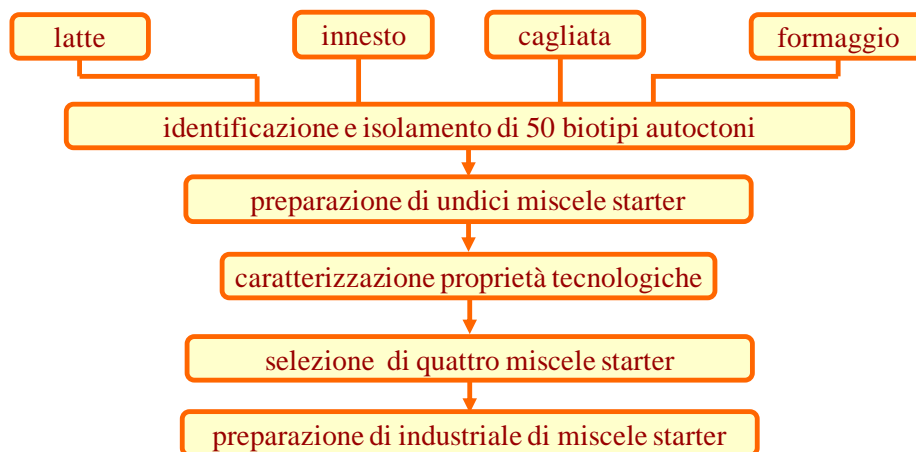 latte
innesto
cagliata
formaggio
identificazione e isolamento di 50 biotipi autoctoni
preparazione di undici miscele starter
caratterizzazione proprietà tecnologiche
selezione di quattro miscele starter
preparazione di industriale di miscele starter